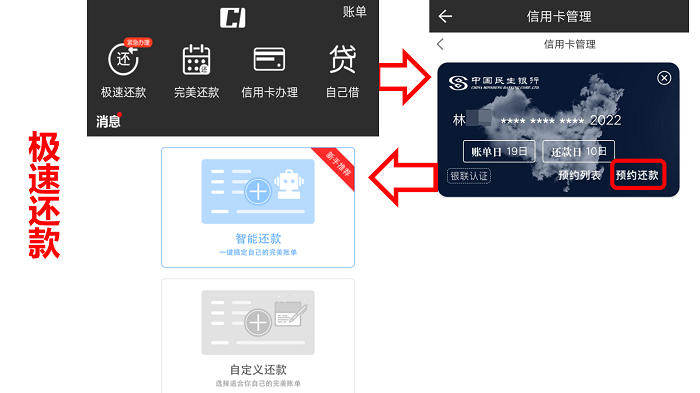 极速还款
CI
账单
还
紧急办理
极速还款
完美还款
信用卡办理
贷
自己借
消息
新手推荐
智能还款
一键搞定自己的完美账单
自定义还款
选择适合你自己的完美账单
信用卡管理
信用卡管理
中国民生银行
CHINA MINSHENG BANKING CORP.,LTD.
林 **** **** **** 2022
账单日 19日 还款日 10日
银联认证 预约列表 预约还款